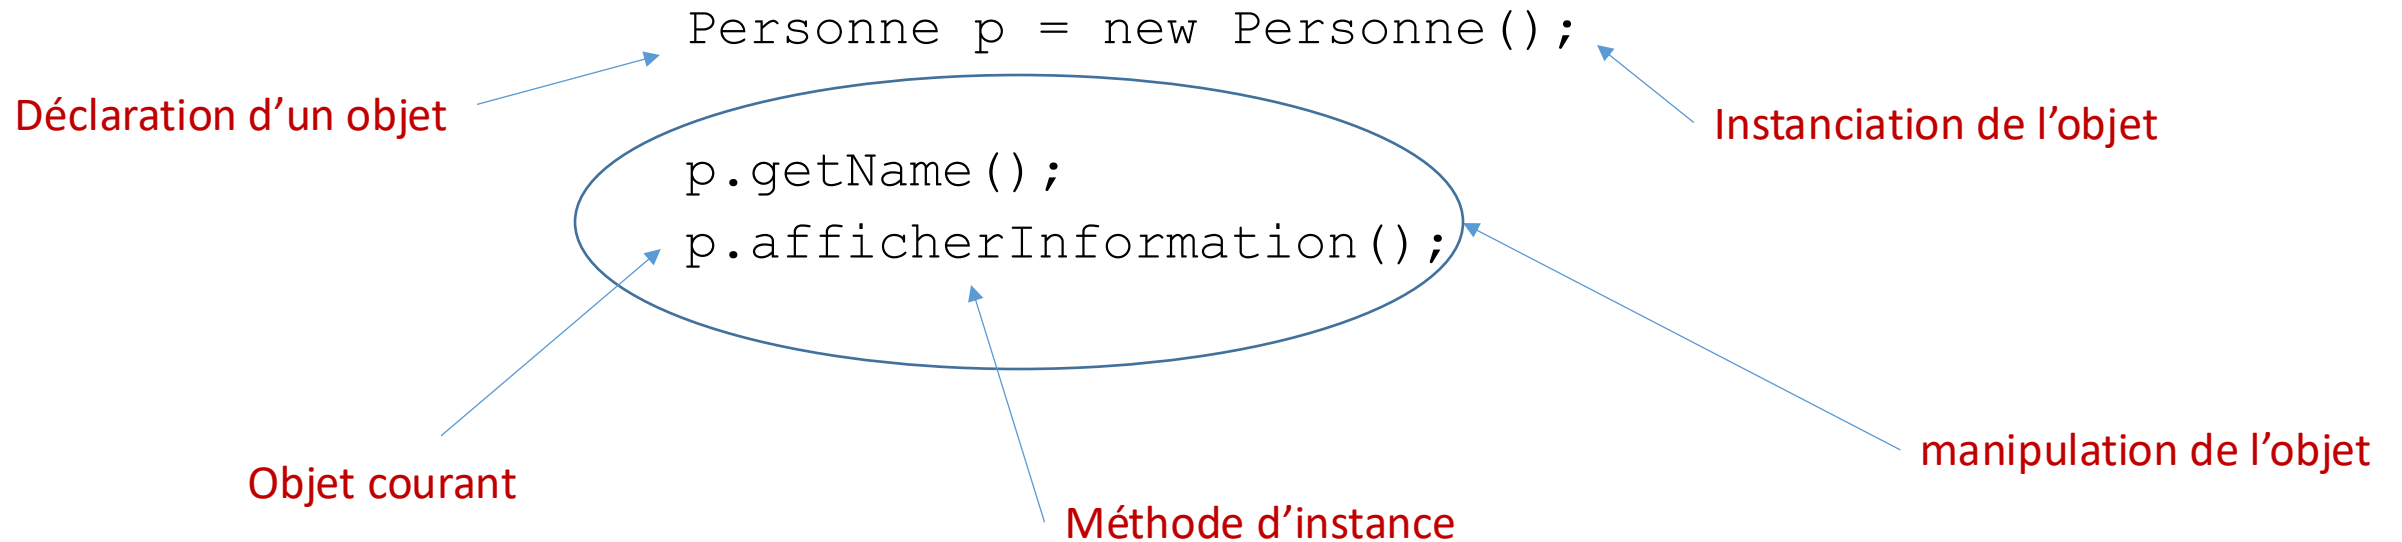 Personne p = new Personne();
Déclaration d’un objet
Instanciation de l’objet
p.getName();
p.afficherInformation();
manipulation de l’objet
Objet courant
Méthode d’instance